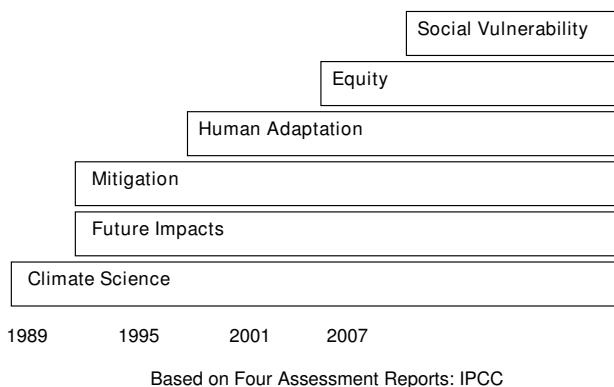 Social Vulnerability
Equity
Human Adaptation
Mitigation
Future Impacts
Climate Science
1989 1995 2001 2007
Based on Four Assessment Reports: IPCC